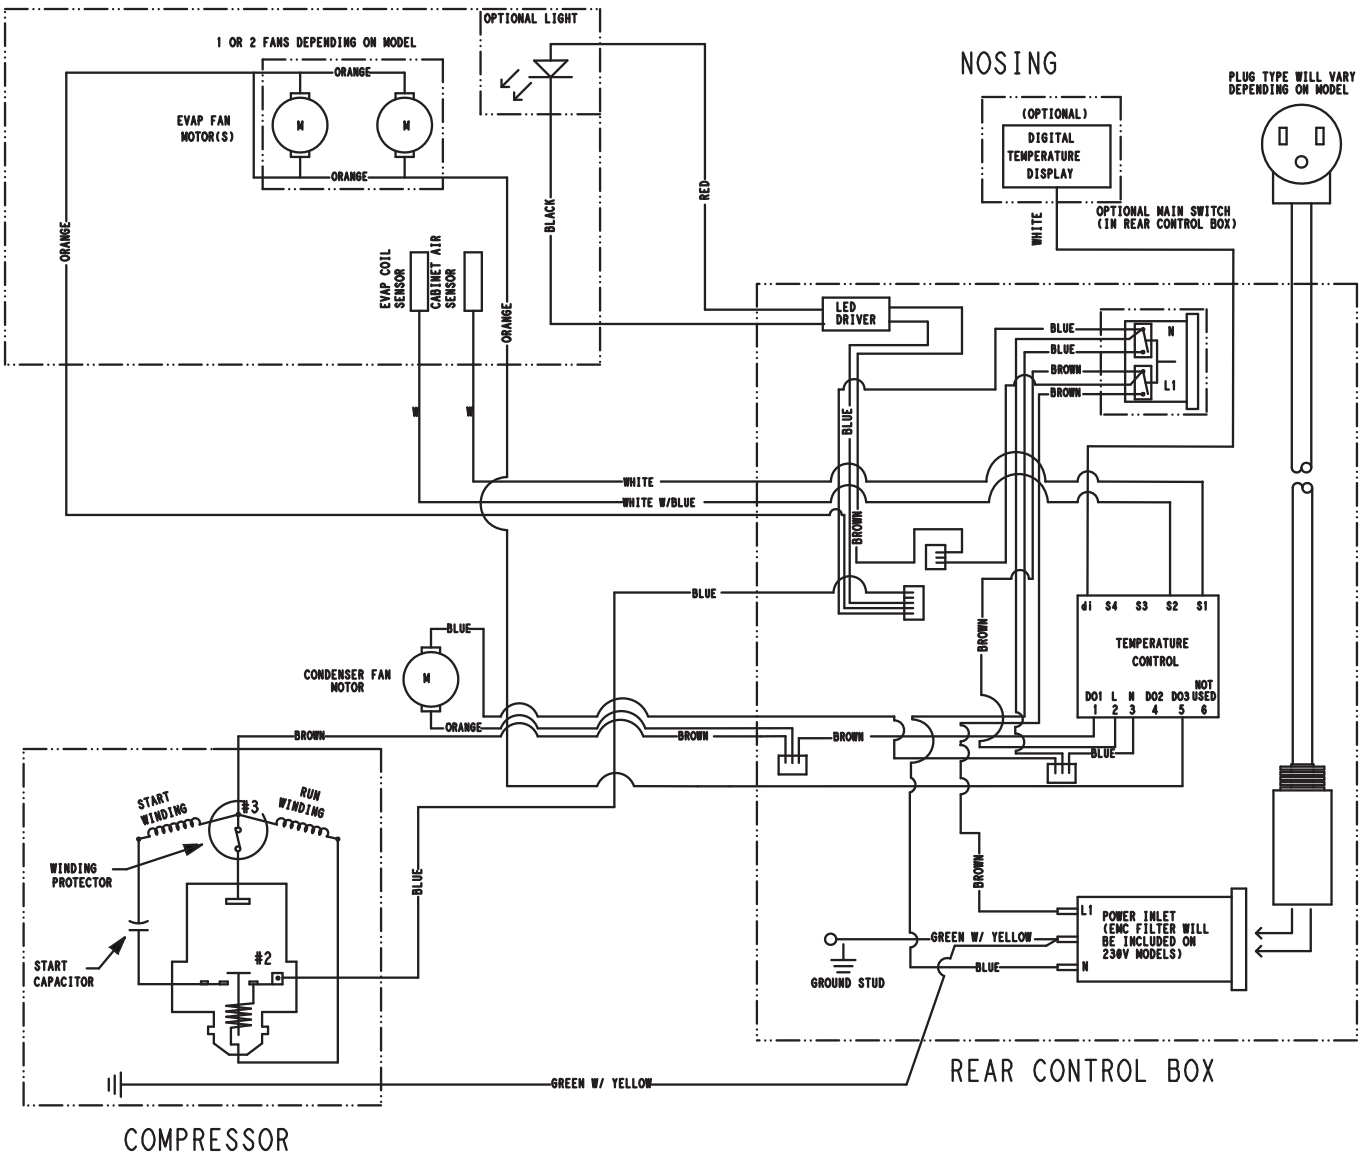 OPTIONAL LIGHT
1 OR 2 FANS DEPENDING ON MODEL
ORANGE
EVAP FAN
MOTOR(S)
M
M
ORANGE
ORANGE
BLACK
RED
EVAP COIL
SENSOR
CABINET AIR
SENSOR
ORANGE
W
W
NOSING
(OPTIONAL)
DIGITAL
TEMPERATURE
DISPLAY
WHITE
PLUG TYPE WILL VARY
DEPENDING ON MODEL
OPTIONAL MAIN SWITCH
(IN REAR CONTROL BOX)
LED
DRIVER
BLUE
BLUE
BROWN
BROWN
N
L1
BLUE
WHITE
WHITE W/BLUE
BROWN
BLUE
BROWN
di S4 S3 S2 S1
TEMPERATURE
CONTROL
NOT
DO1 L N DO2 DO3 USED
1 2 3 4 5 6
BLUE
CONDENSER FAN
MOTOR
M
ORANGE
BROWN
BROWN
BROWN
BLUE
START
WINDING
#3
RUN
WINDING
WINDING
PROTECTOR
BLUE
START
CAPACITOR
#2
BROWN
L1
POWER INLET
(EMC FILTER WILL
BE INCLUDED ON
230V MODELS)
N
GREEN W/ YELLOW
BLUE
GROUND STUD
GREEN W/ YELLOW
REAR CONTROL BOX
COMPRESSOR